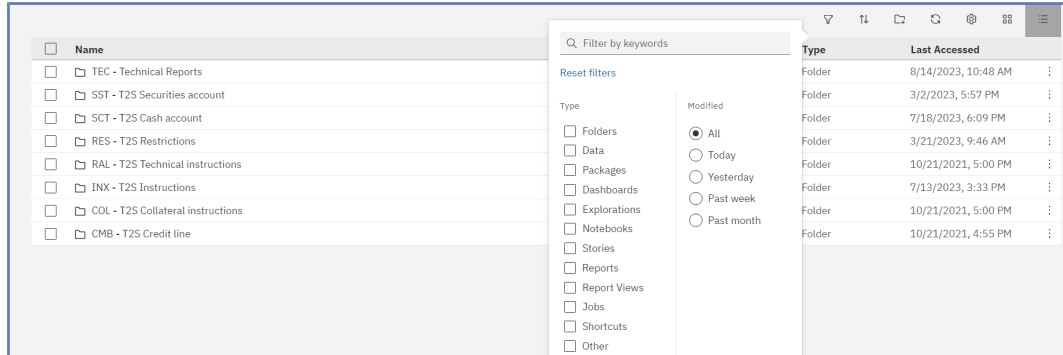 Filter by keywords
Name
Type
Last Accessed
TEC - Technical Reports
Folder
8/14/2023, 10:48 AM
SST - T2S Securities account
Folder
3/2/2023, 5:57 PM
SCT - T2S Cash account
Folder
7/18/2023, 6:09 PM
RES - T2S Restrictions
Folder
3/21/2023, 9:46 AM
RAL - T2S Technical instructions
Folder
10/21/2021, 5:00 PM
INX - T2S Instructions
Folder
7/13/2023, 3:33 PM
COL - T2S Collateral instructions
Folder
10/21/2021, 5:00 PM
CMB - T2S Credit line
Folder
10/21/2021, 4:55 PM
Reset filters
Type
Folders
Data
Packages
Dashboards
Explorations
Notebooks
Stories
Reports
Report Views
Jobs
Shortcuts
Other
Modified
All
Today
Yesterday
Past week
Past month